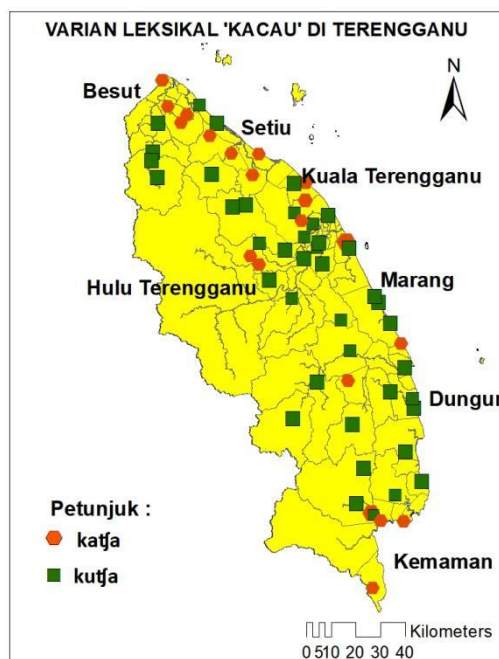 VARIAN LEKSIKAL 'KACAU' DI TERENGGANU
N
Besut
Setiu
Kuala Terengganu
Hulu Terengganu
Marang
Dungun
Kemaman
Petunjuk :
katʃa
kutʃa
Kilometers
0 5 10 20 30 40